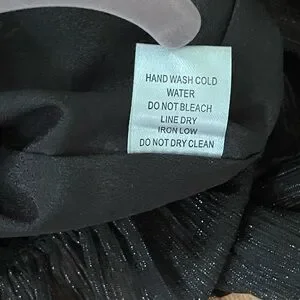 HAND WASH COLD
WATER
DO NOT BLEACH
LINE DRY
IRON LOW
DO NOT DRY CLEAN